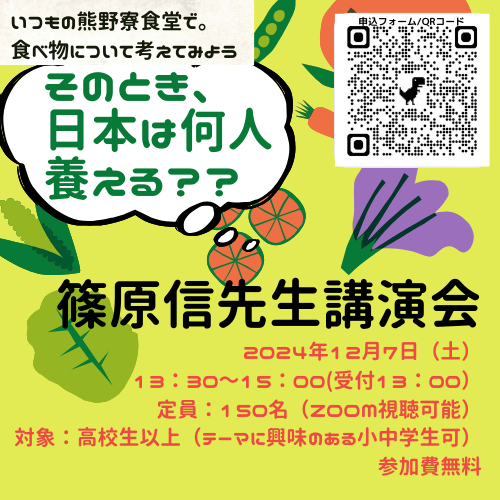 いつもの熊野寮食堂で。
食べ物について考えてみよう
申込フォーム/QRコード
そのとき、
日本は何人
養える？？
篠原信先生講演会
2024年12月7日（土）
13：30〜15：00(受付13：00）
定員：150名（ZOOM視聴可能）
対象：高校生以上（テーマに興味のある小中学生可）
参加費無料